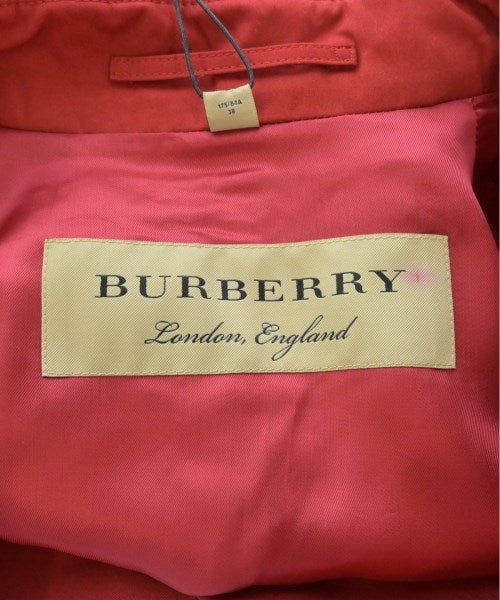 175/84A
38
BURBERRY
London, England